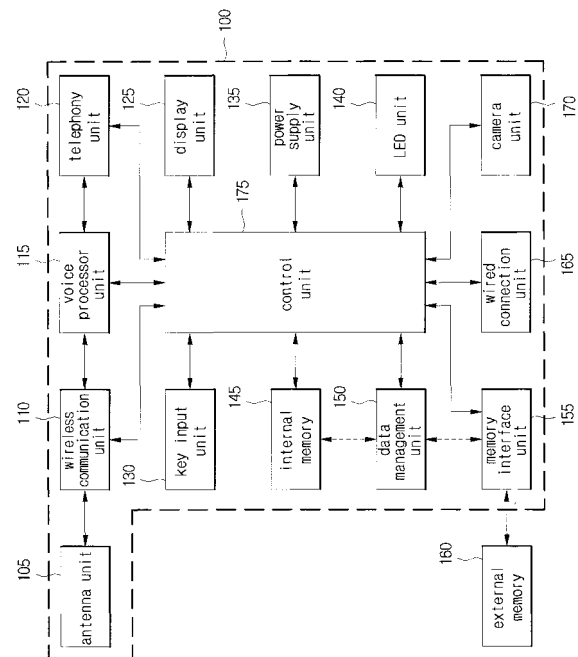 100
120
telephony
unit
125
display
unit
135
power
supply unit
140
LED unit
170
camera
unit
115
voice
processor
unit
175
control
unit
165
wired
connection
unit
110
wireless
communication
unit
130
key input
unit
145
internal
memory
150
data
management
unit
155
memory
interface
unit
105
antenna unit
160
external
memory